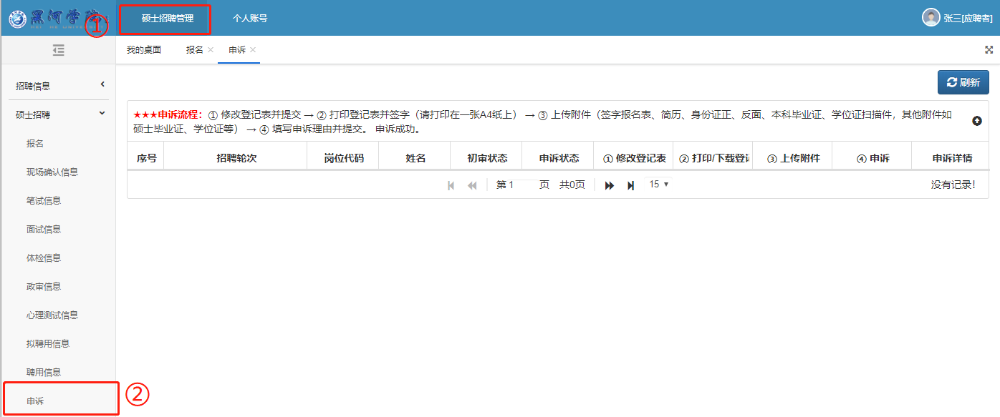 黑河学院
①
硕士招聘管理
个人账号
张三[应聘者]
我的桌面
报名
申诉
刷新
招聘信息
硕士招聘
报名
现场确认信息
笔试信息
面试信息
体检信息
政审信息
心理测试信息
拟聘用信息
聘用信息
申诉
②
★★★申诉流程：① 修改登记表并提交 → ② 打印登记表并签字（请打印在一张A4纸上） → ③ 上传附件（签字报名表、简历、身份证正、反面、本科毕业证、学位证扫描件，其他附件如
硕士毕业证、学位证等） → ④ 填写申诉理由并提交。 申诉成功。
序号 招聘轮次 岗位代码 姓名 初审状态 申诉状态 ① 修改登记表 ② 打印/下载登记 ③ 上传附件 ④ 申诉 申诉详情
第 1 页 共0页 15 没有记录！